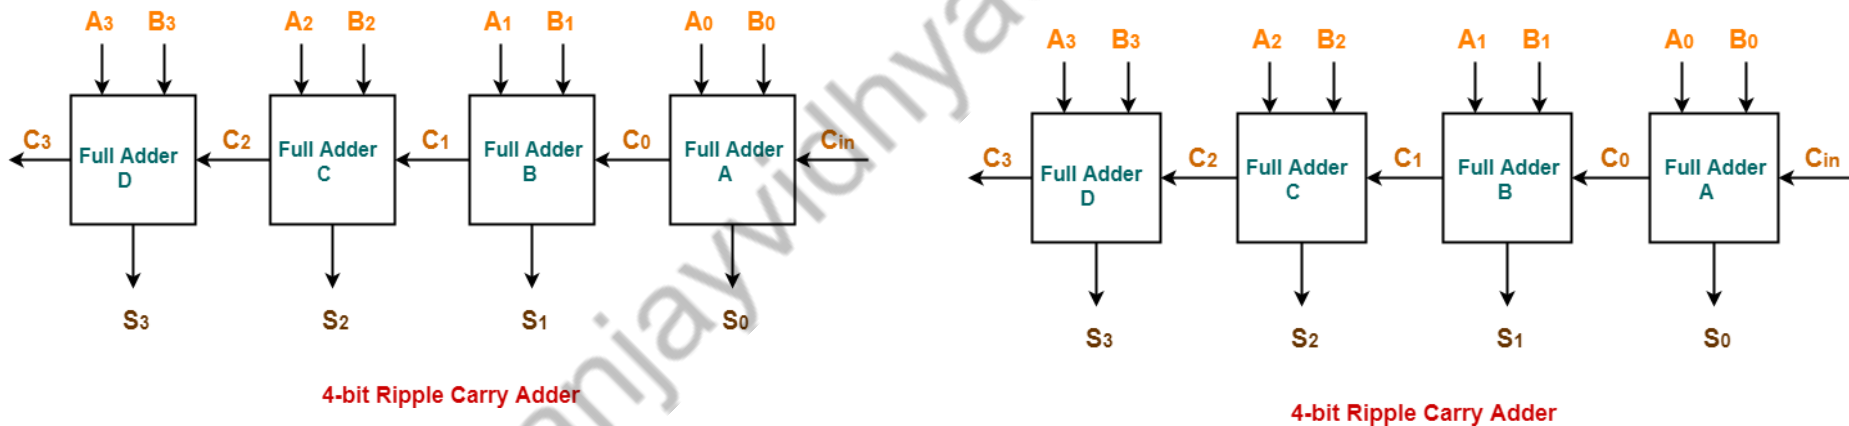 A3 B3 A2 B2 A1 B1 A0 B0
C3 Full Adder D C2 Full Adder C C1 Full Adder B C0 Full Adder A Cin
S3 S2 S1 S0
4-bit Ripple Carry Adder
A3 B3 A2 B2 A1 B1 A0 B0
C3 Full Adder D C2 Full Adder C C1 Full Adder B C0 Full Adder A Cin
S3 S2 S1 S0
4-bit Ripple Carry Adder